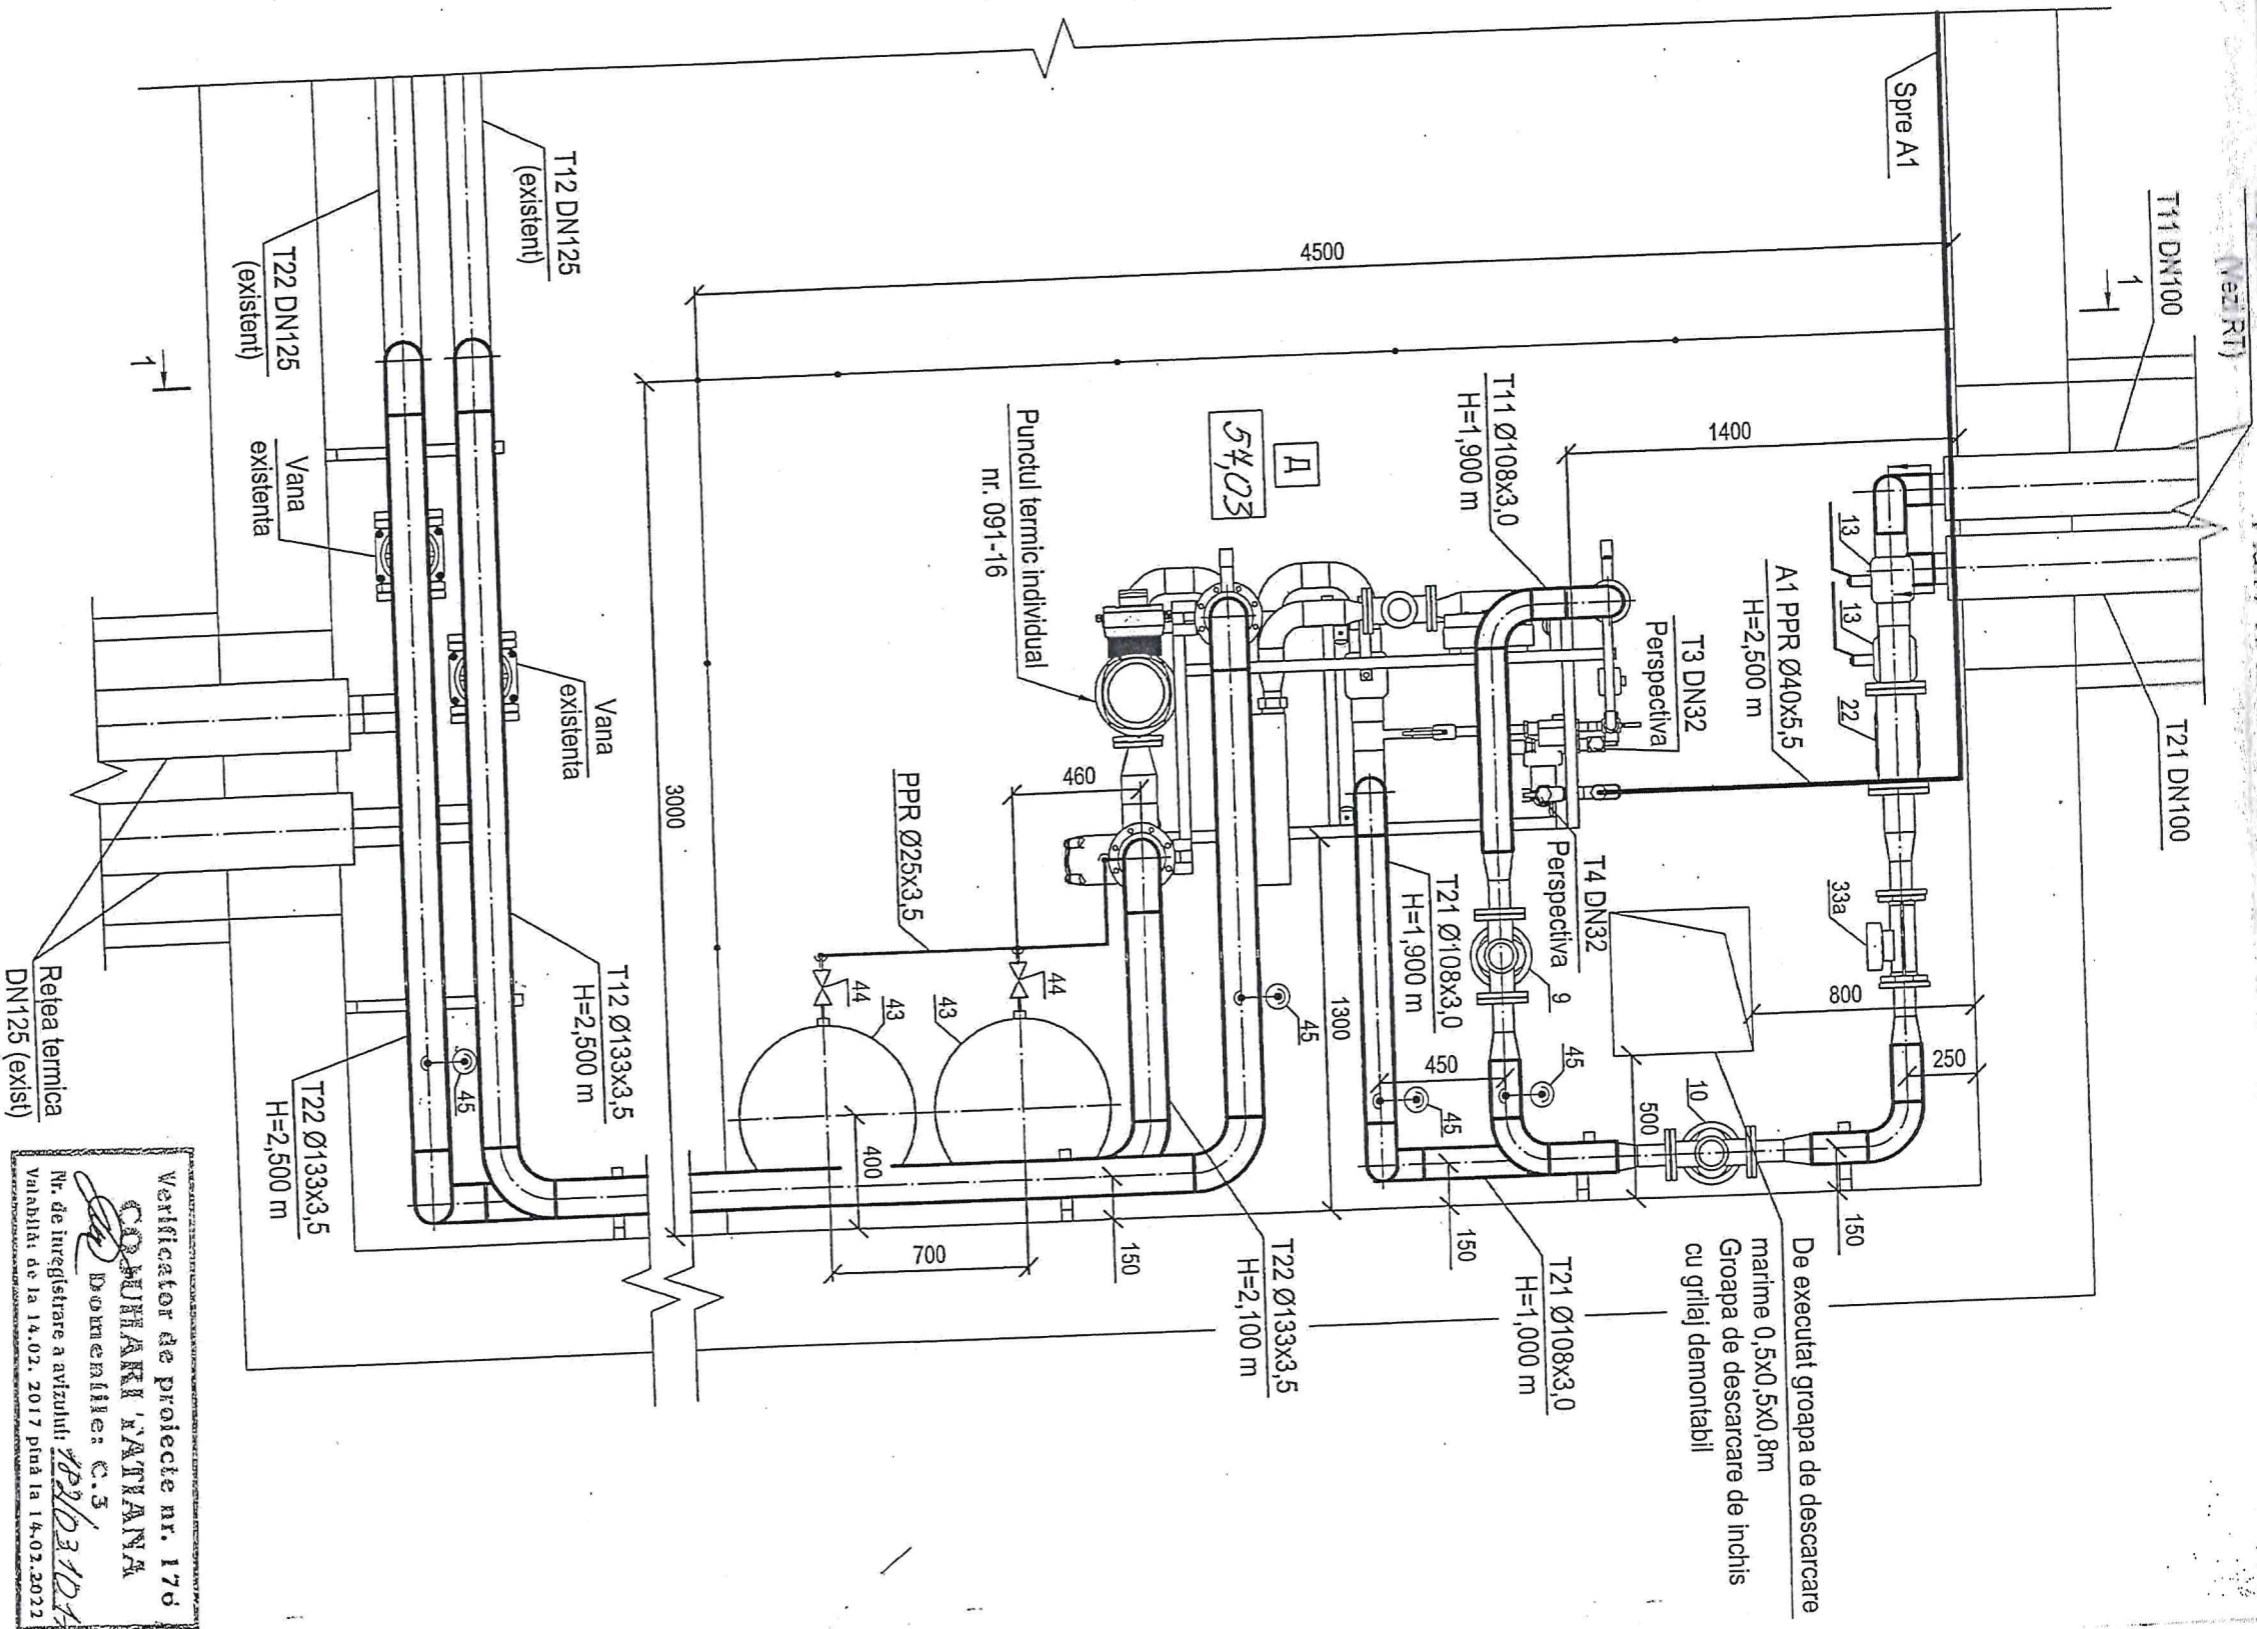 (Vezi RT)
T11 DN100
1
T21 DN100
Spre A1
4500
1400
13
13
22
33a
A1 PPR Ø40x5,5
H=2,500 m
T3 DN32
Perspectiva
T4 DN32
Perspectiva
T11 Ø108x3,0
H=1,900 m
Д
57,03
Punctul termic individual
nr. 091-16
T12 DN125
(existent)
T22 DN125
(existent)
1
Vana
existenta
Vana
existenta
3000
460
PPR Ø25x3,5
44
44
43
43
45
1300
T21 Ø108x3,0
H=1,900 m
9
450
45
45
800
250
500
10
150
De executat groapa de descarcare
marime 0,5x0,5x0,8m
Groapa de descarcare de inchis
cu grilaj demontabil
T21 Ø108x3,0
H=1,000 m
150
T22 Ø133x3,5
H=2,100 m
150
400
700
T12 Ø133x3,5
H=2,500 m
45
T22 Ø133x3,5
H=2,500 m
Rețea termica
DN125 (exist)
Verificator de proiecte nr. 176
TATIANA
Domeniile: C.3,
Nr. de înregistrare a avizului:
Valabilă: de la 14.02. 2017 pînă la 14.02.2022